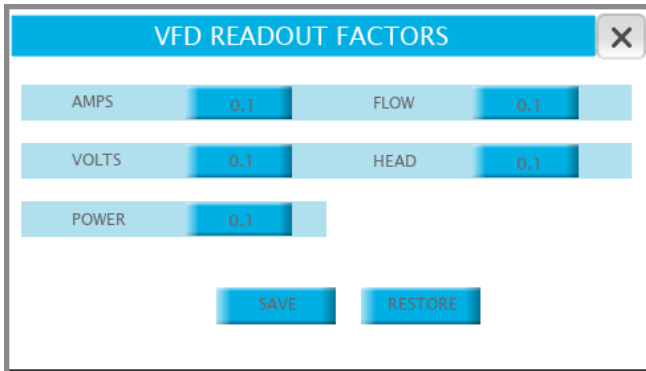 VFD READOUT FACTORS
AMPS 0.1 FLOW 0.1
VOLTS 0.1 HEAD 0.1
POWER 0.1
SAVE RESTORE